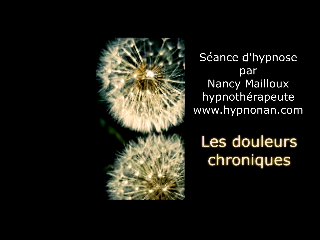 Séance d'hypnose
par
Nancy Mailloux
hypnothérapeute
www.hypnonan.com
Les douleurs
chroniques